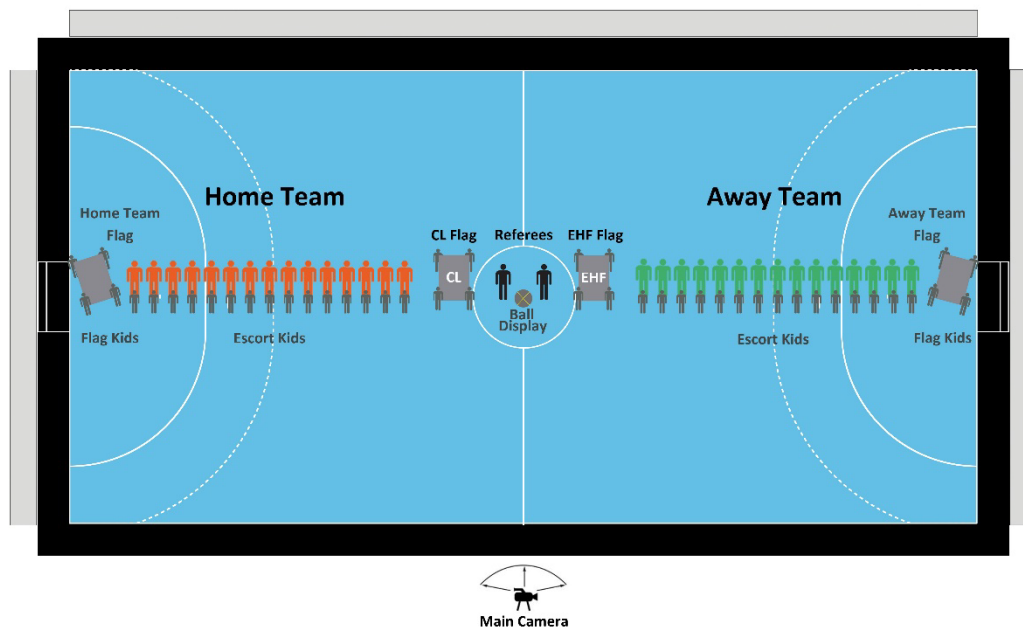 Home Team
Away Team
Home Team
Flag
Away Team
Flag
CL Flag
Referees
EHF Flag
CL
EHF
Ball
Display
Flag Kids
Escort Kids
Escort Kids
Flag Kids
Main Camera